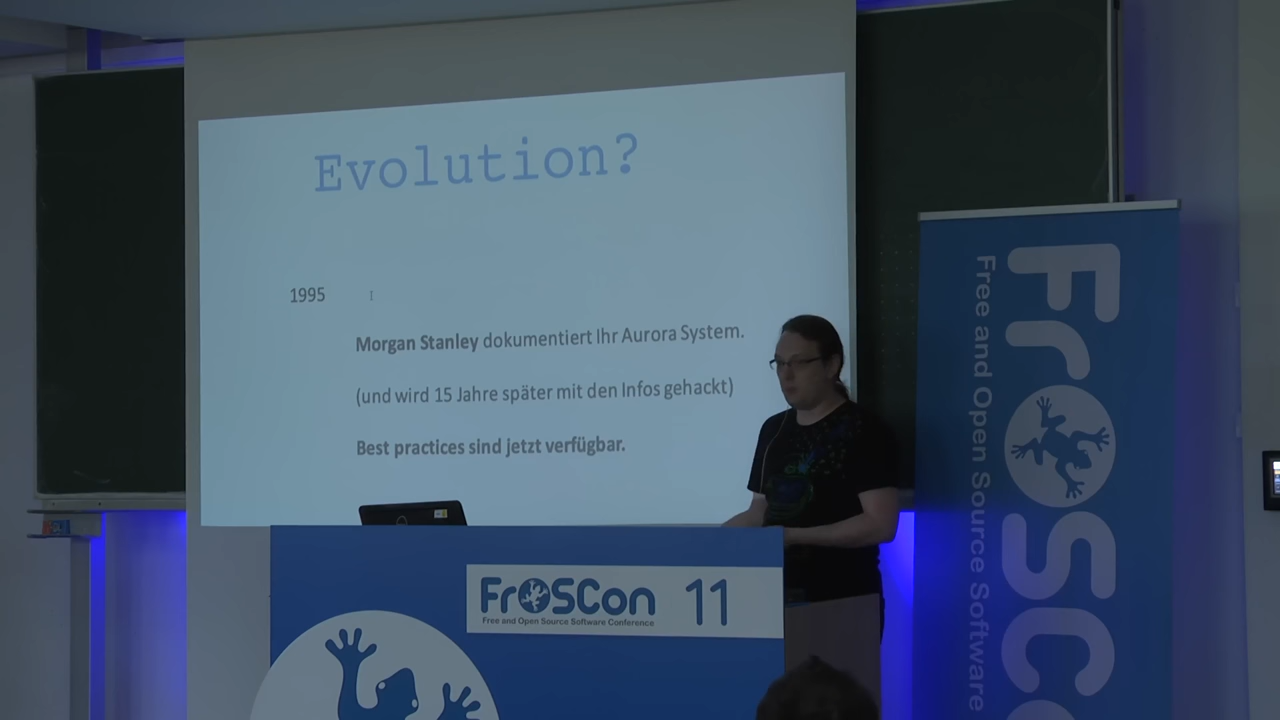 Evolution?
1995
Morgan Stanley dokumentiert Ihr Aurora System.
(und wird 15 Jahre später mit den Infos gehackt)
Best practices sind jetzt verfügbar.
FrOSCon 11
Free and Open Source Software Conference
FrOSCo
Free and Open Source Software